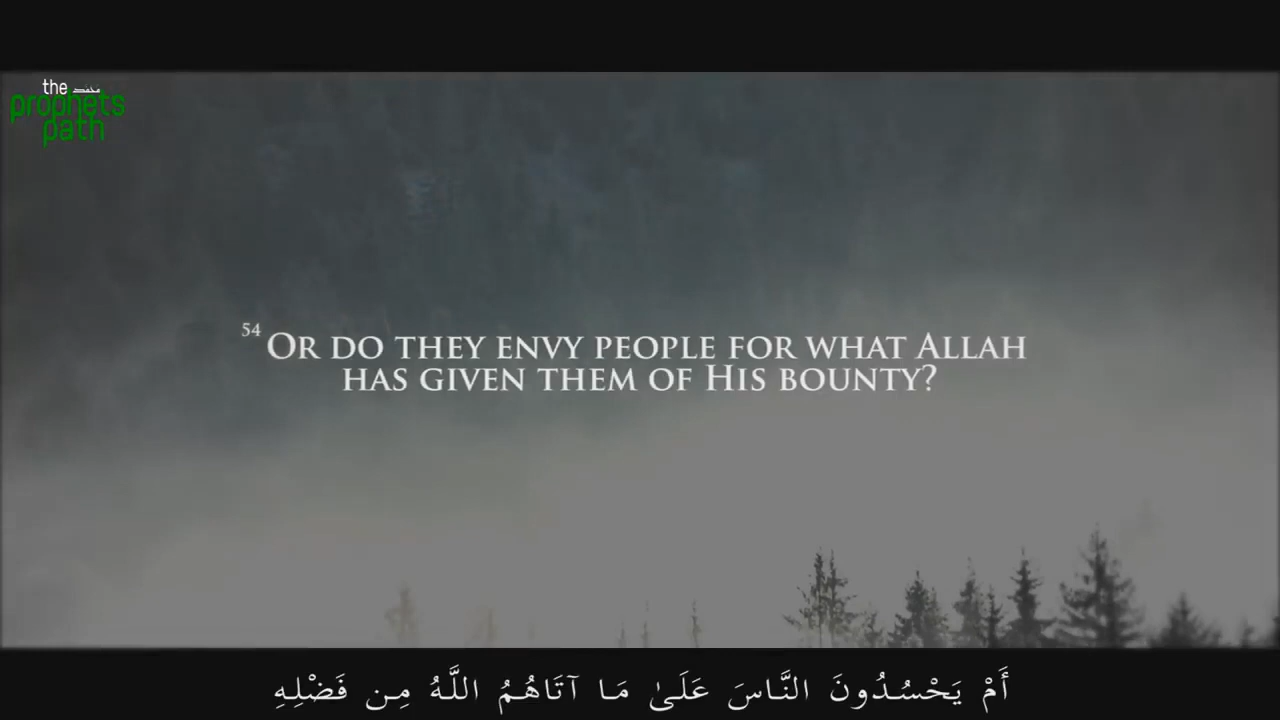 the محمد
prophets
path
54 Or do they envy people for what Allah
has given them of His bounty?
أَمْ يَحْسُدُونَ النَّاسَ عَلَىٰ مَا آتَاهُمُ اللَّهُ مِن فَضْلِهِ